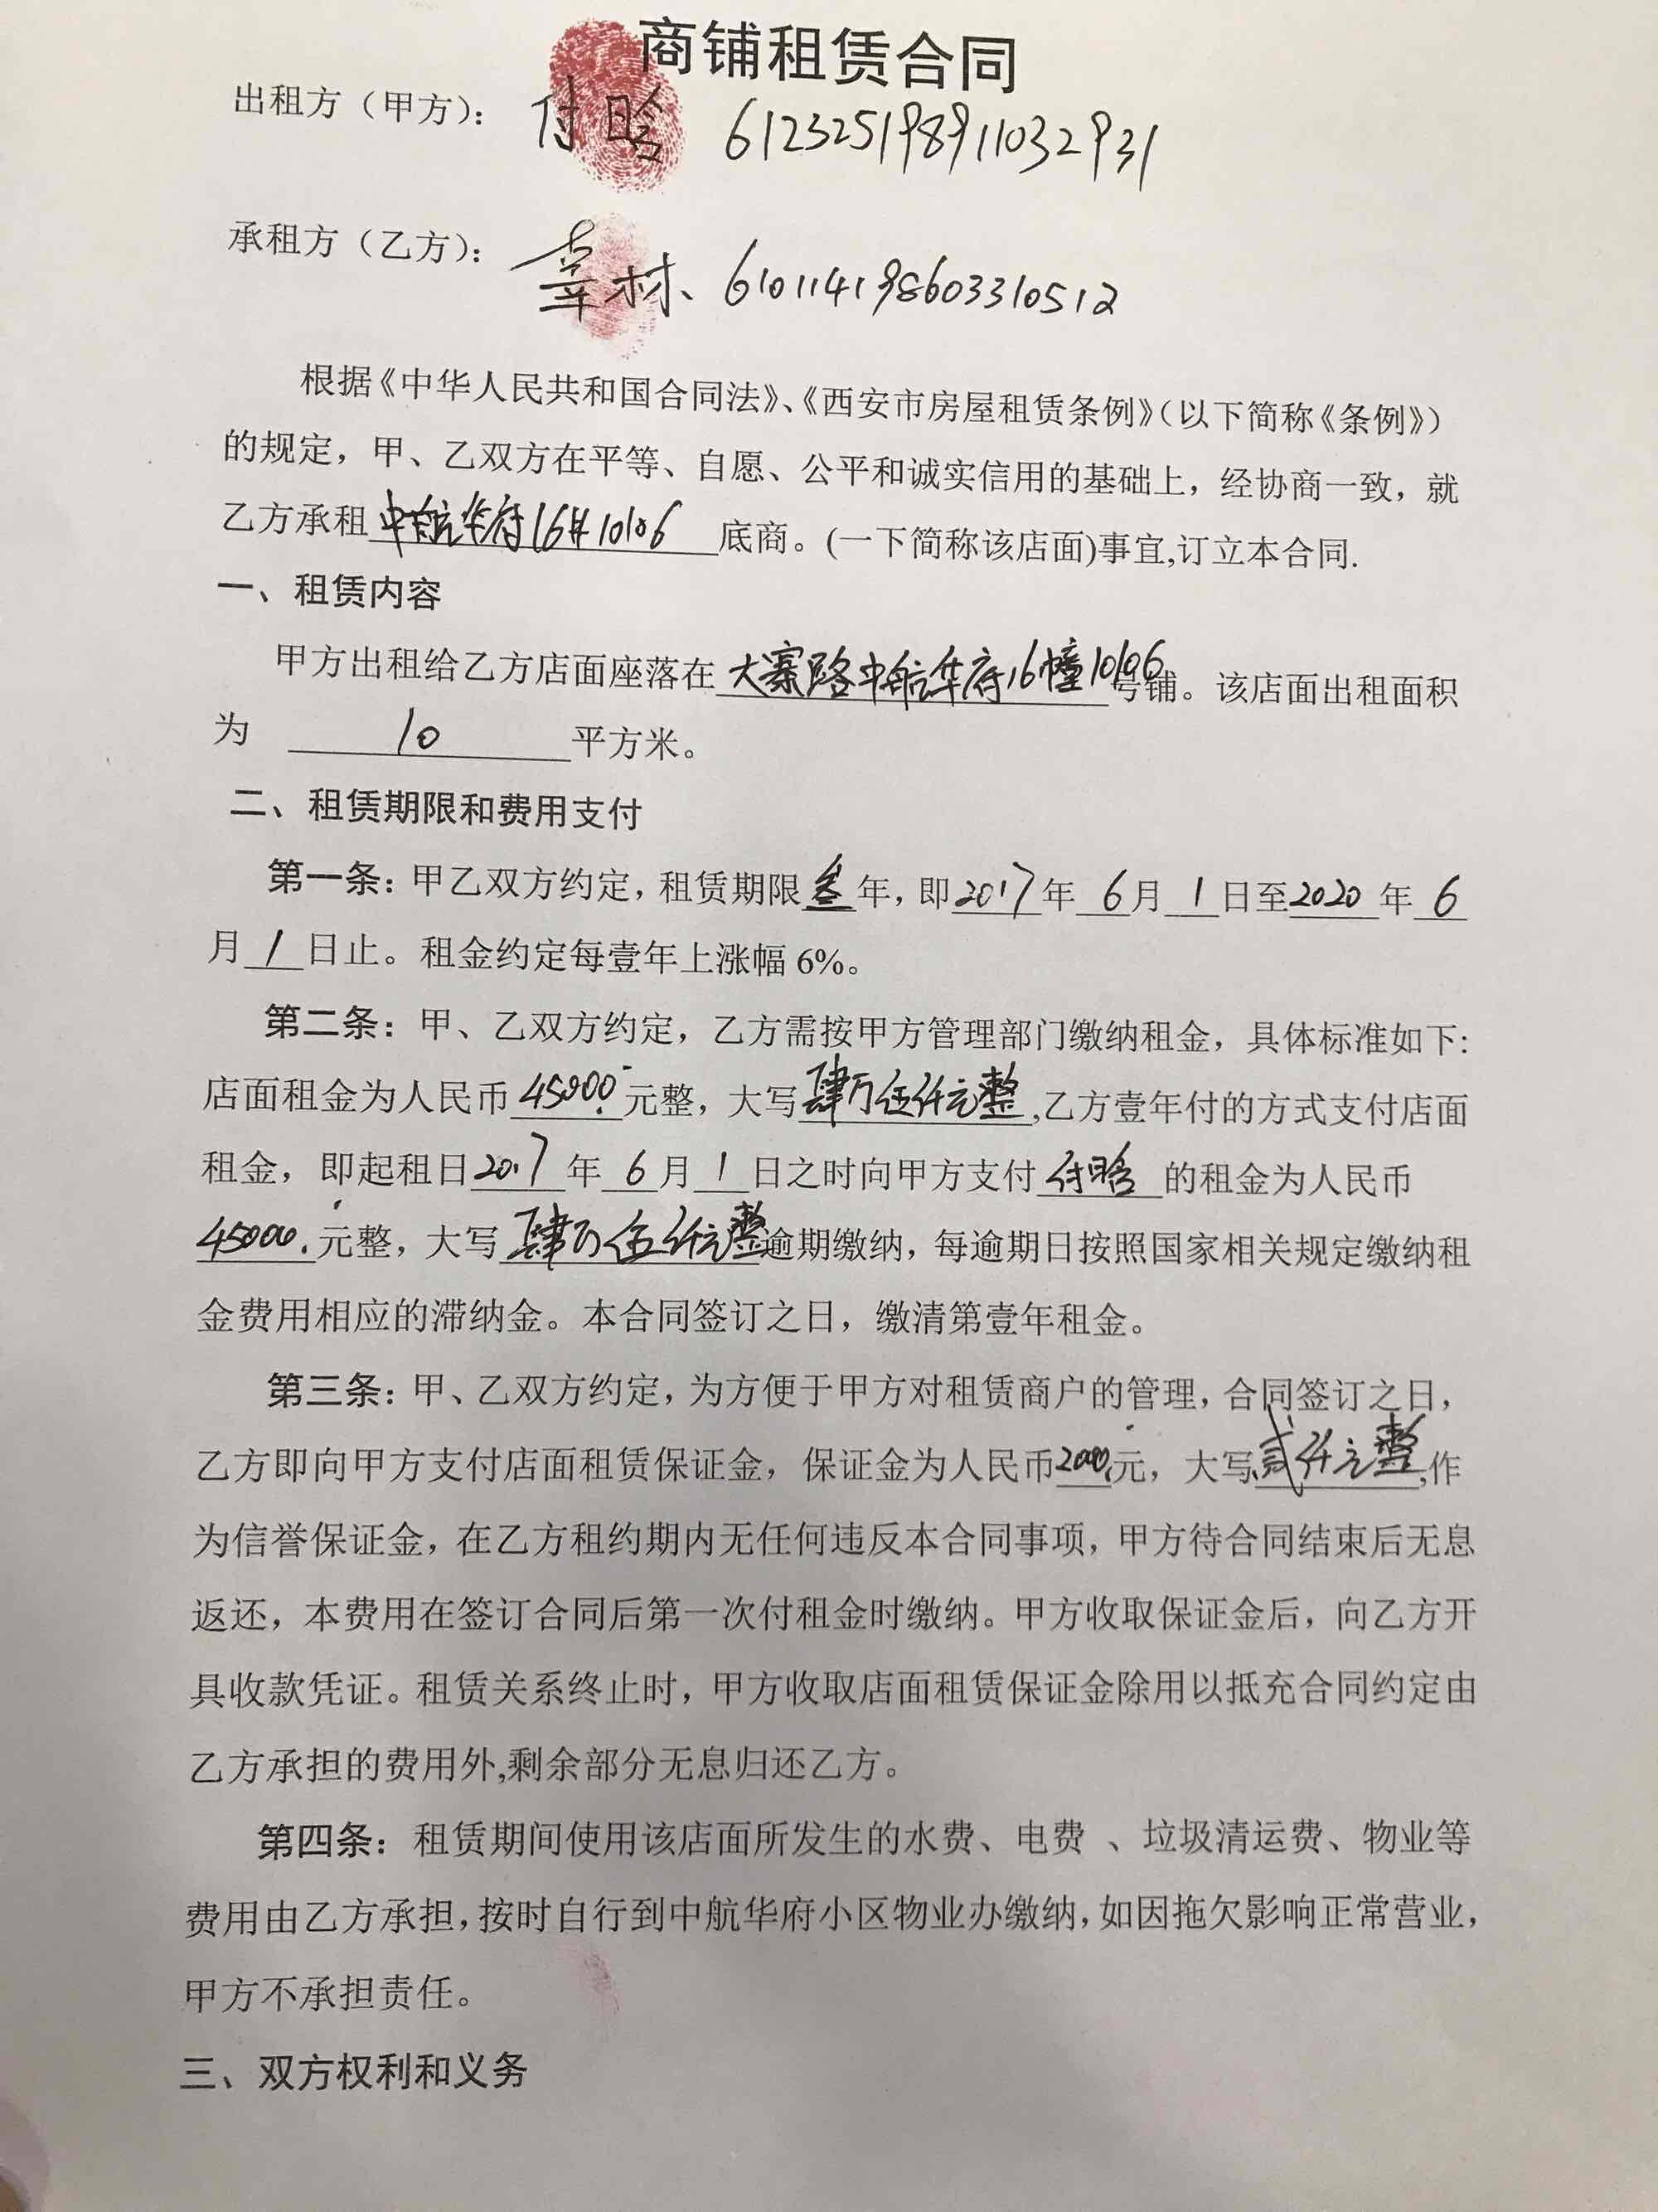 商铺租赁合同
出租方（甲方）： 付晗 612325198911032931
承租方（乙方）： 辜林 610114198603310512
根据《中华人民共和国合同法》、《西安市房屋租赁条例》（以下简称《条例》）
的规定，甲、乙双方在平等、自愿、公平和诚实信用的基础上，经协商一致，就
乙方承租中航华府16#10106底商。(一下简称该店面)事宜,订立本合同.
一、租赁内容
甲方出租给乙方店面座落在大寨路中航华府16幢10106号铺。该店面出租面积
为 10 平方米。
二、租赁期限和费用支付
第一条：甲乙双方约定，租赁期限叁年，即2017年 6月 1日至2020年 6
月 1 日止。租金约定每壹年上涨幅 6%。
第二条：甲、乙双方约定，乙方需按甲方管理部门缴纳租金，具体标准如下：
店面租金为人民币45000元整，大写肆万伍仟元整,乙方壹年付的方式支付店面
租金，即起租日2017年 6月 1日之时向甲方支付付晗的租金为人民币
45000.元整，大写肆万伍仟元整逾期缴纳，每逾期日按照国家相关规定缴纳租
金费用相应的滞纳金。本合同签订之日，缴清第壹年租金。
第三条：甲、乙双方约定，为方便于甲方对租赁商户的管理，合同签订之日，
乙方即向甲方支付店面租赁保证金，保证金为人民币2000元，大写贰仟元整,作
为信誉保证金，在乙方租约期内无任何违反本合同事项，甲方待合同结束后无息
返还，本费用在签订合同后第一次付租金时缴纳。甲方收取保证金后，向乙方开
具收款凭证。租赁关系终止时，甲方收取店面租赁保证金除用以抵充合同约定由
乙方承担的费用外,剩余部分无息归还乙方。
第四条：租赁期间使用该店面所发生的水费、电费 、垃圾清运费、物业等
费用由乙方承担，按时自行到中航华府小区物业办缴纳，如因拖欠影响正常营业，
甲方不承担责任。
三、双方权利和义务